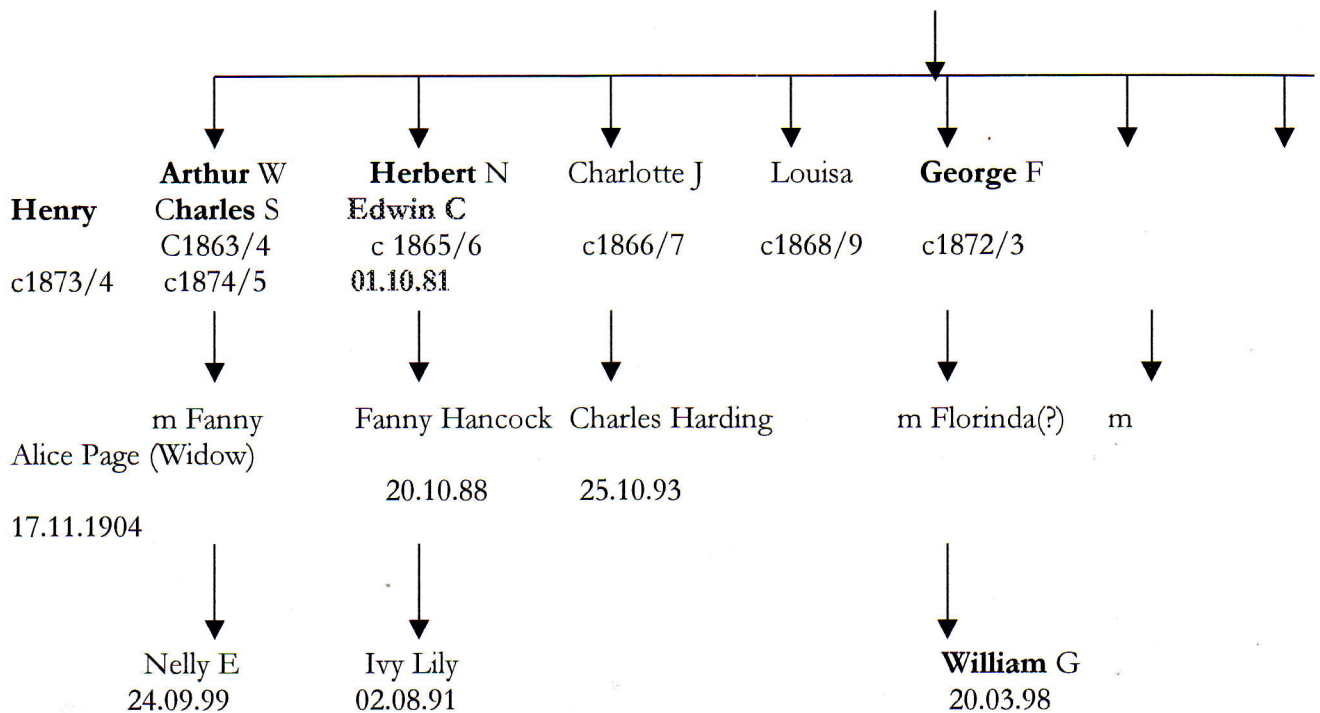 Arthur W Herbert N Charlotte J Louisa George F
Henry Charles S Edwin C
C1863/4 c 1865/6 c1866/7 c1868/9 c1872/3
c1873/4 c1874/5 01.10.81
m Fanny Fanny Hancock Charles Harding m Florinda(?) m
Alice Page (Widow)
20.10.88 25.10.93
17.11.1904
Nelly E Ivy Lily William G
24.09.99 02.08.91 20.03.98